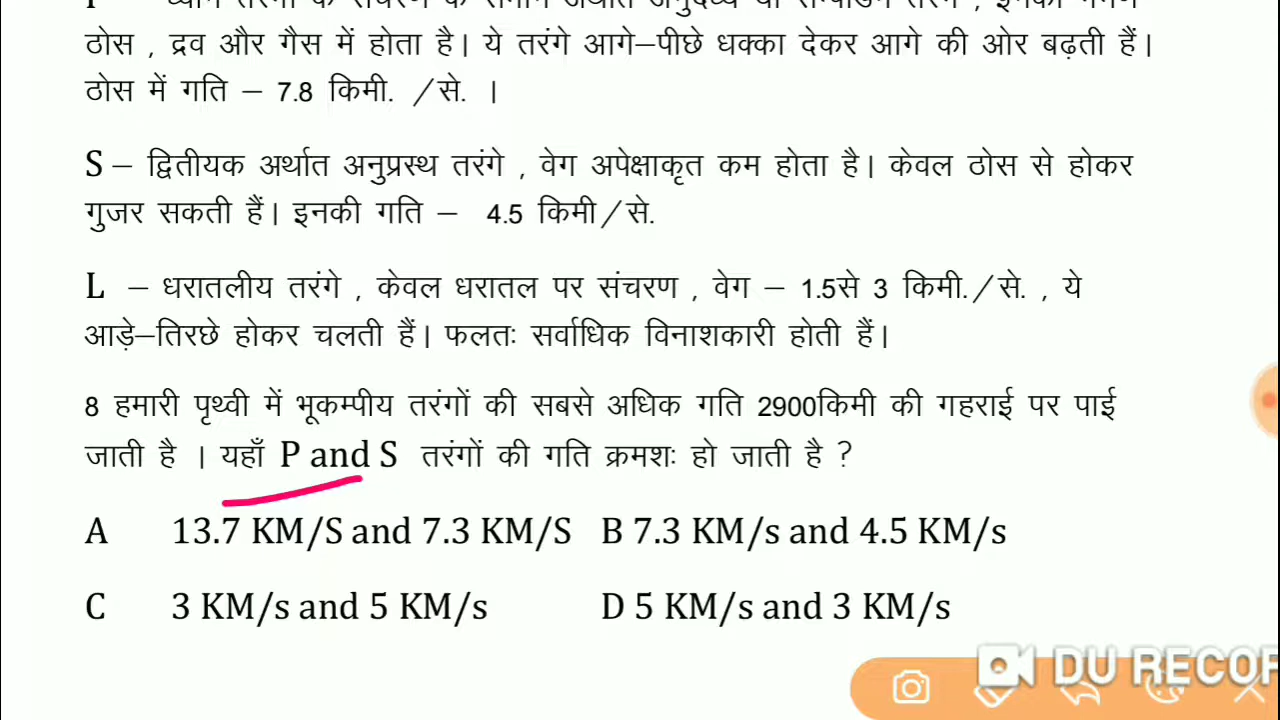 ठोस , द्रव और गैस में होता है। ये तरंगे आगे–पीछे धक्का देकर आगे की ओर बढ़ती हैं।
ठोस में गति – 7.8 किमी. /से. ।
S – द्वितीयक अर्थात अनुप्रस्थ तरंगे , वेग अपेक्षाकृत कम होता है। केवल ठोस से होकर
गुजर सकती हैं। इनकी गति – 4.5 किमी/से.
L – धरातलीय तरंगे , केवल धरातल पर संचरण , वेग – 1.5से 3 किमी./से. , ये
आड़े–तिरछे होकर चलती हैं। फलतः सर्वाधिक विनाशकारी होती हैं।
8 हमारी पृथ्वी में भूकम्पीय तरंगों की सबसे अधिक गति 2900किमी की गहराई पर पाई
जाती है । यहाँ P and S तरंगों की गति क्रमशः हो जाती है ?
A 13.7 KM/S and 7.3 KM/S B 7.3 KM/s and 4.5 KM/s
C 3 KM/s and 5 KM/s D 5 KM/s and 3 KM/s
DU RECOR